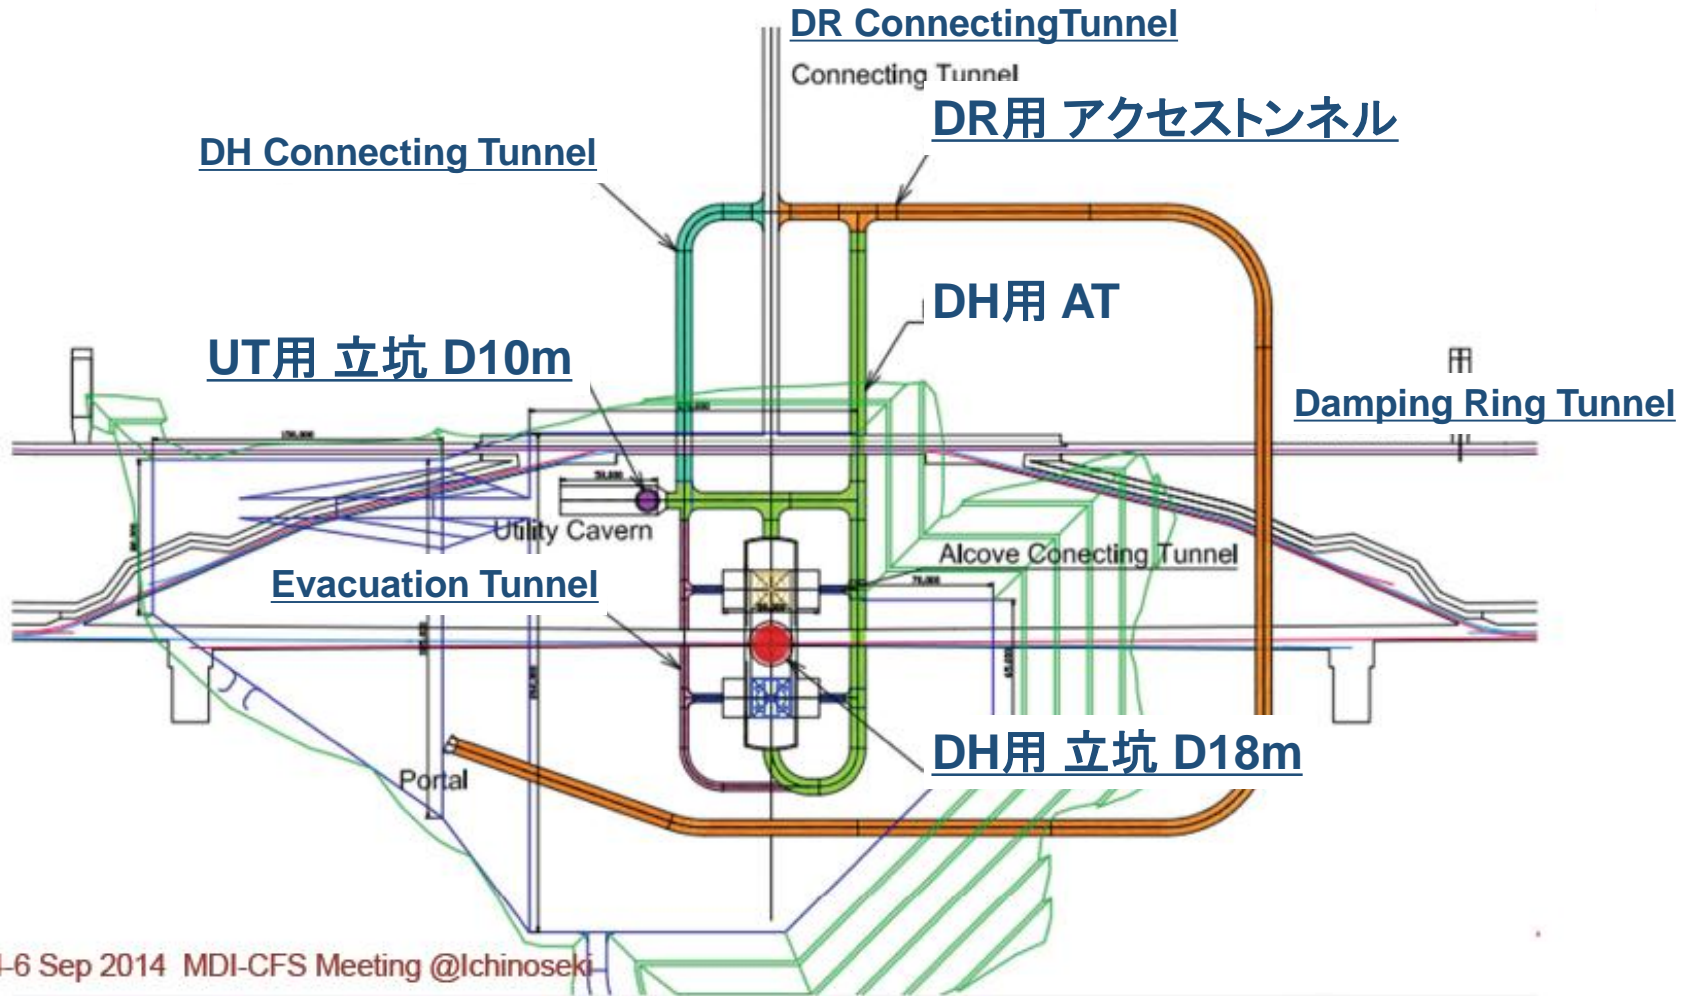 DR ConnectingTunnel
Connecting Tunnel
DR用 アクセストンネル
DH Connecting Tunnel
DH用 AT
UT用 立坑 D10m
Damping Ring Tunnel
Utility Cavern
Alcove Conecting Tunnel
Evacuation Tunnel
DH用 立坑 D18m
Portal
-6 Sep 2014 MDI-CFS Meeting @Ichinoseki